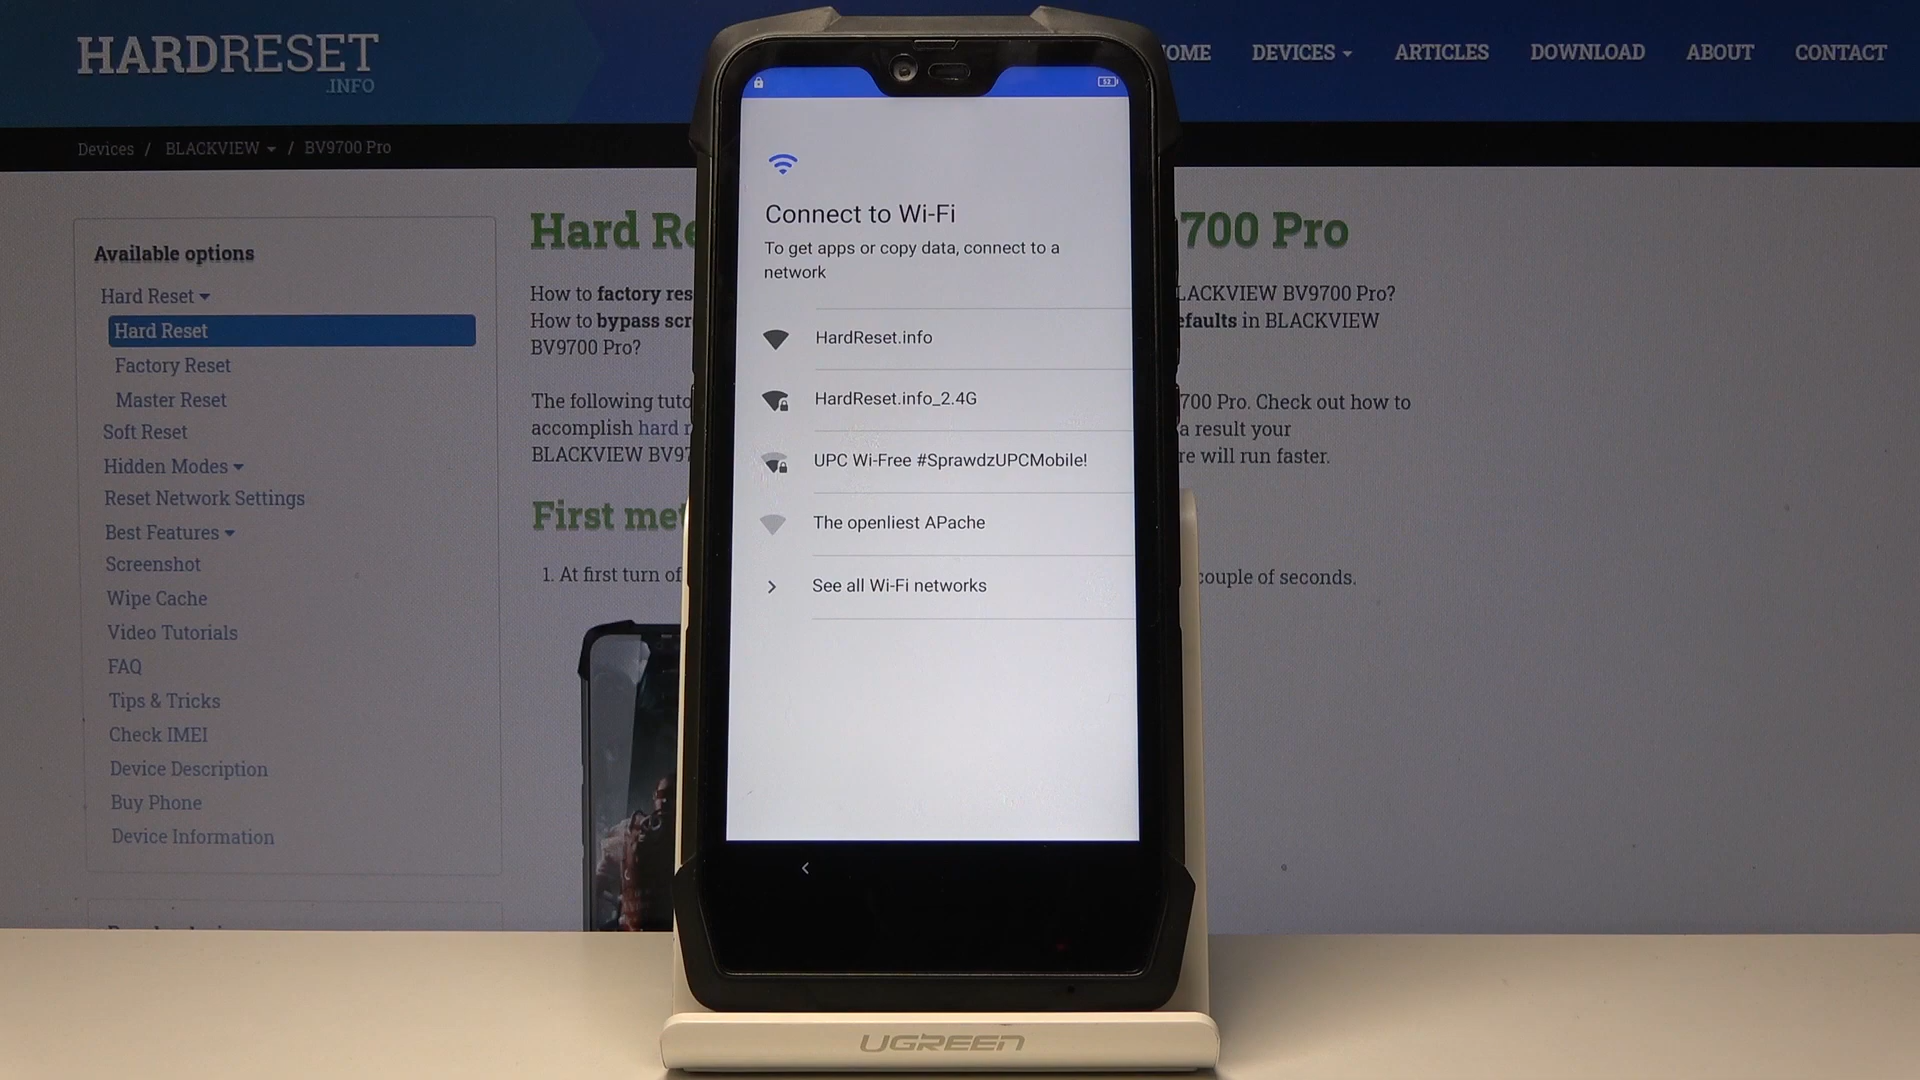 HARDRESET
.INFO
OME DEVICES ARTICLES DOWNLOAD ABOUT CONTACT
Devices / BLACKVIEW / BV9700 Pro
Available options
Hard Reset
Hard Reset
Factory Reset
Master Reset
Soft Reset
Hidden Modes
Reset Network Settings
Best Features
Screenshot
Wipe Cache
Video Tutorials
FAQ
Tips & Tricks
Check IMEI
Device Description
Buy Phone
Device Information
Hard Re 700 Pro
How to factory res LACKVIEW BV9700 Pro?
How to bypass scr efaults in BLACKVIEW
BV9700 Pro?
The following tuto 700 Pro. Check out how to
accomplish hard r a result your
BLACKVIEW BV97 re will run faster.
First met
1. At first turn of couple of seconds.
52
Connect to Wi-Fi
To get apps or copy data, connect to a
network
HardReset.info
HardReset.info_2.4G
UPC Wi-Free #SprawdzUPCMobile!
The openliest APache
See all Wi-Fi networks
UGREEN